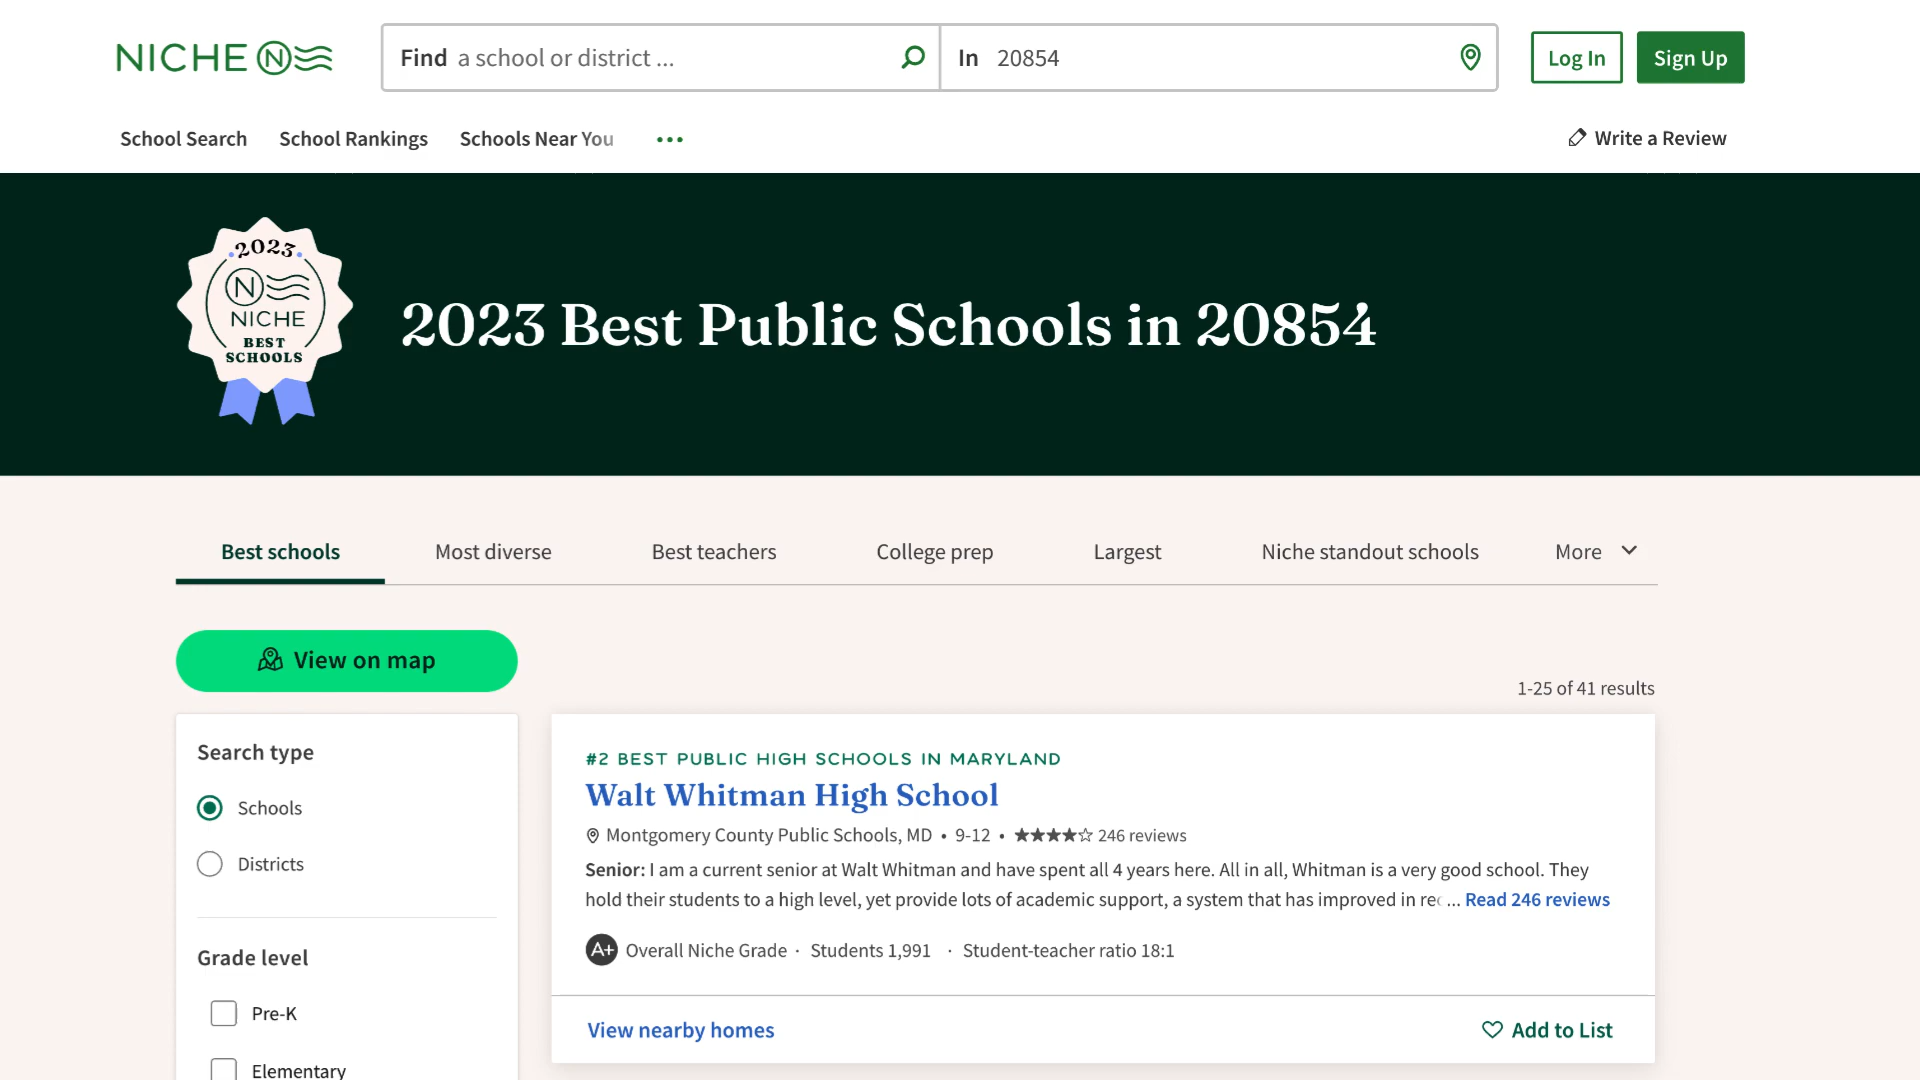 NICHE N
Find a school or district ...
In 20854
Log In
Sign Up
School Search
School Rankings
Schools Near You
Write a Review
2023
N
NICHE
BEST
SCHOOLS
2023 Best Public Schools in 20854
Best schools
Most diverse
Best teachers
College prep
Largest
Niche standout schools
More
View on map
1-25 of 41 results
Search type
Schools
Districts
Grade level
Pre-K
Elementary
#2 BEST PUBLIC HIGH SCHOOLS IN MARYLAND
Walt Whitman High School
Montgomery County Public Schools, MD • 9-12 • ★★★★☆ 246 reviews
Senior: I am a current senior at Walt Whitman and have spent all 4 years here. All in all, Whitman is a very good school. They
hold their students to a high level, yet provide lots of academic support, a system that has improved in ... Read 246 reviews
A+ Overall Niche Grade · Students 1,991 · Student-teacher ratio 18:1
View nearby homes
Add to List